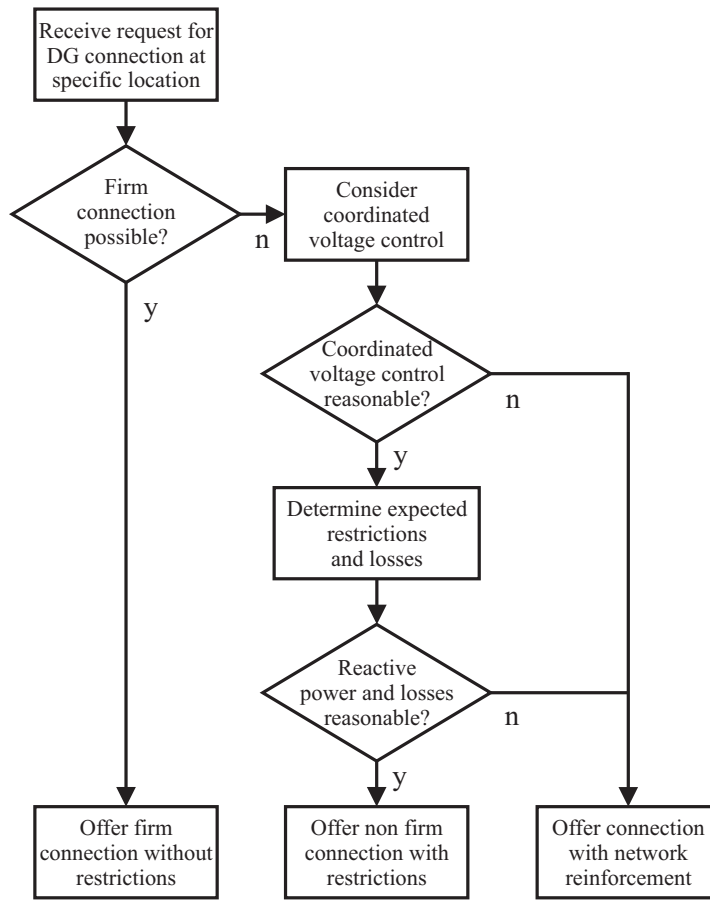 Receive request for
DG connection at
specific location
Firm
connection
possible?
n
y
Consider
coordinated
voltage control
Coordinated
voltage control
reasonable?
n
y
Determine expected
restrictions
and losses
Reactive
power and losses
reasonable?
n
y
Offer firm
connection without
restrictions
Offer non firm
connection with
restrictions
Offer connection
with network
reinforcement